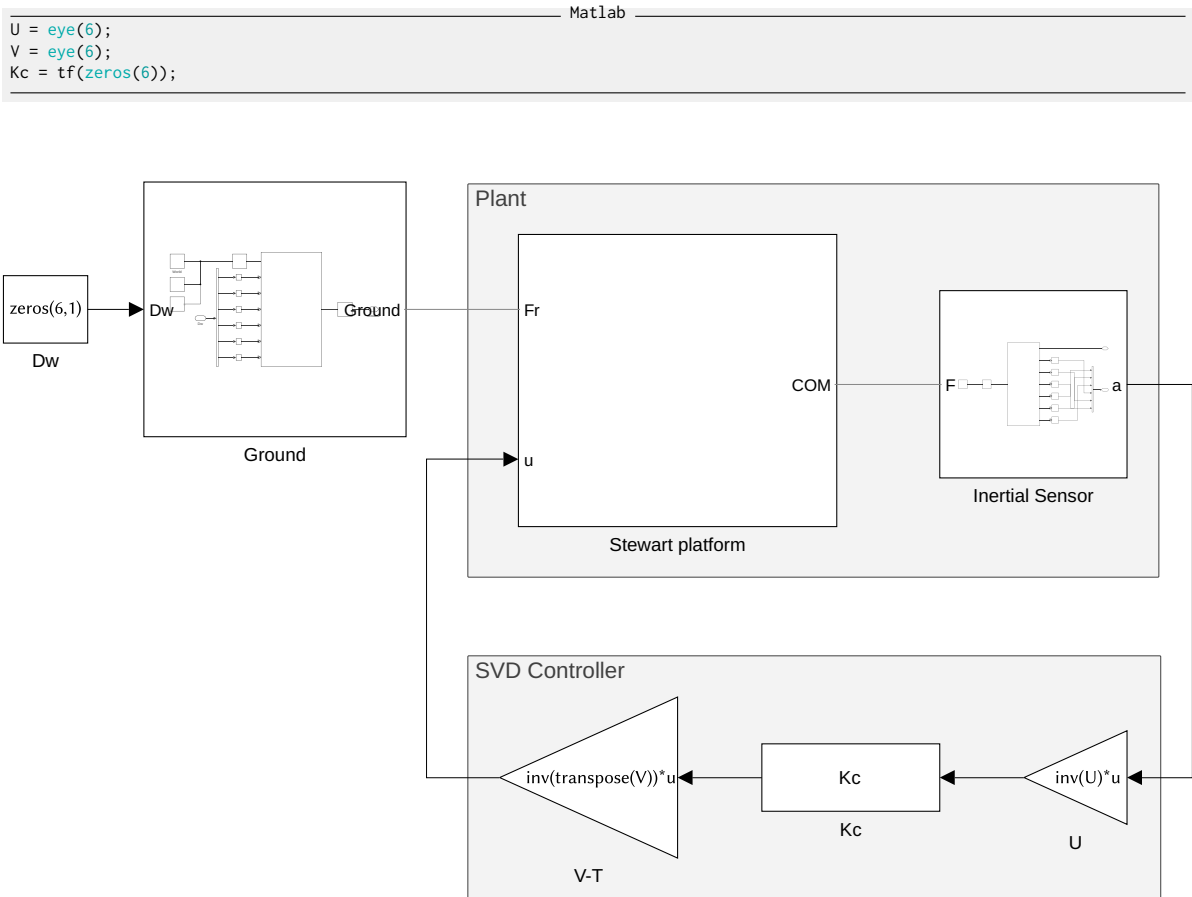 Matlab
U = eye(6);
V = eye(6);
Kc = tf(zeros(6));
Plant
zeros(6,1)
Dw
Dw
Ground
Ground
Fr
u
COM
Stewart platform
F
a
Inertial Sensor
SVD Controller
inv(transpose(V))*u
V-T
Kc
Kc
inv(U)*u
U